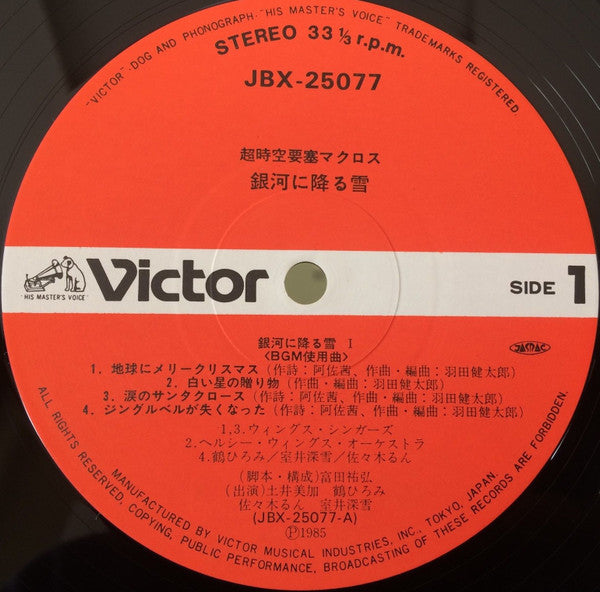 "VICTOR"-DOG AND PHONOGRAPH-"HIS MASTER'S VOICE" TRADEMARKS REGISTERED.
STEREO 33 1/3 r.p.m.
JBX-25077
超時空要塞マクロス
銀河に降る雪
"HIS MASTER'S VOICE"
Victor
SIDE 1
銀河に降る雪 I
〈BGM使用曲〉
JASRAC
1. 地球にメリークリスマス(作詩：阿佐茜、作曲・編曲：羽田健太郎)
2. 白い星の贈り物(作曲・編曲：羽田健太郎)
3. 涙のサンタクロース(作詩：阿佐茜、作曲・編曲：羽田健太郎)
4. ジングルベルが失くなった(作詩：阿佐茜、作曲・編曲：羽田健太郎)
1.3.ウィングス・シンガーズ
2.ヘルシー・ウィングス・オーケストラ
4.鶴ひろみ／室井深雪／佐々木るん
(脚本・構成)富田祐弘
(出演)土井美加 鶴ひろみ
佐々木るん 室井深雪
(JBX-25077-A)
Ⓟ1985
MANUFACTURED BY VICTOR MUSICAL INDUSTRIES, INC., TOKYO, JAPAN.
ALL RIGHTS RESERVED, COPYING, PUBLIC PERFORMANCE, BROADCASTING OF THESE RECORDS ARE FORBIDDEN.